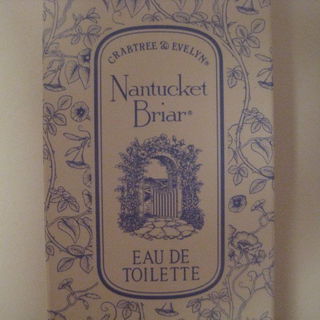 CRABTREE & EVELYN®
Nantucket
Briar®
EAU DE
TOILETTE